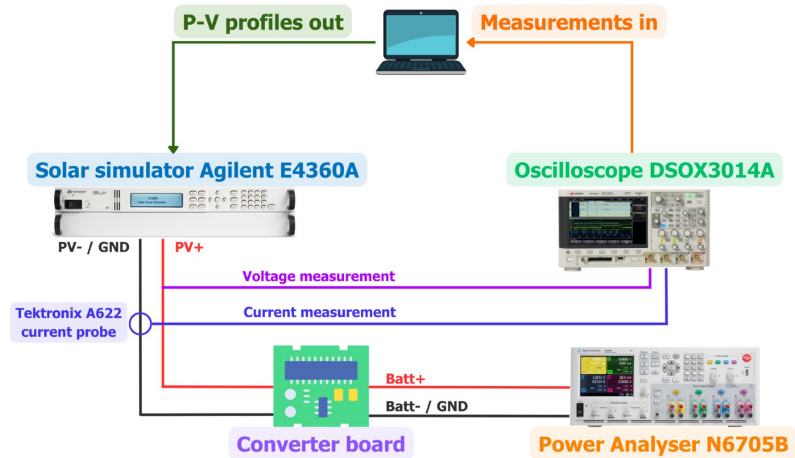 P-V profiles out
Measurements in
Solar simulator Agilent E4360A
Oscilloscope DSOX3014A
PV- / GND
PV+
Voltage measurement
Tektronix A622
current probe
Current measurement
Batt+
Batt- / GND
Converter board
Power Analyser N6705B